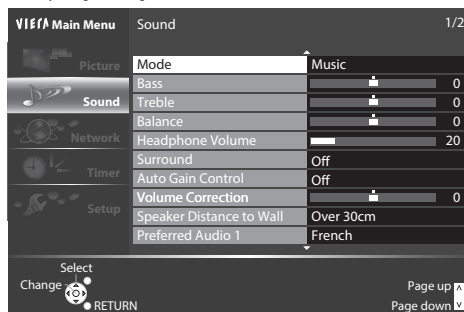 VIErA Main Menu
Sound
1/2
Picture
Sound
Network
Timer
Setup
Mode Music
Bass 0
Treble 0
Balance 0
Headphone Volume 20
Surround Off
Auto Gain Control Off
Volume Correction 0
Speaker Distance to Wall Over 30cm
Preferred Audio 1 French
Select
Change
RETURN
Page up
Page down